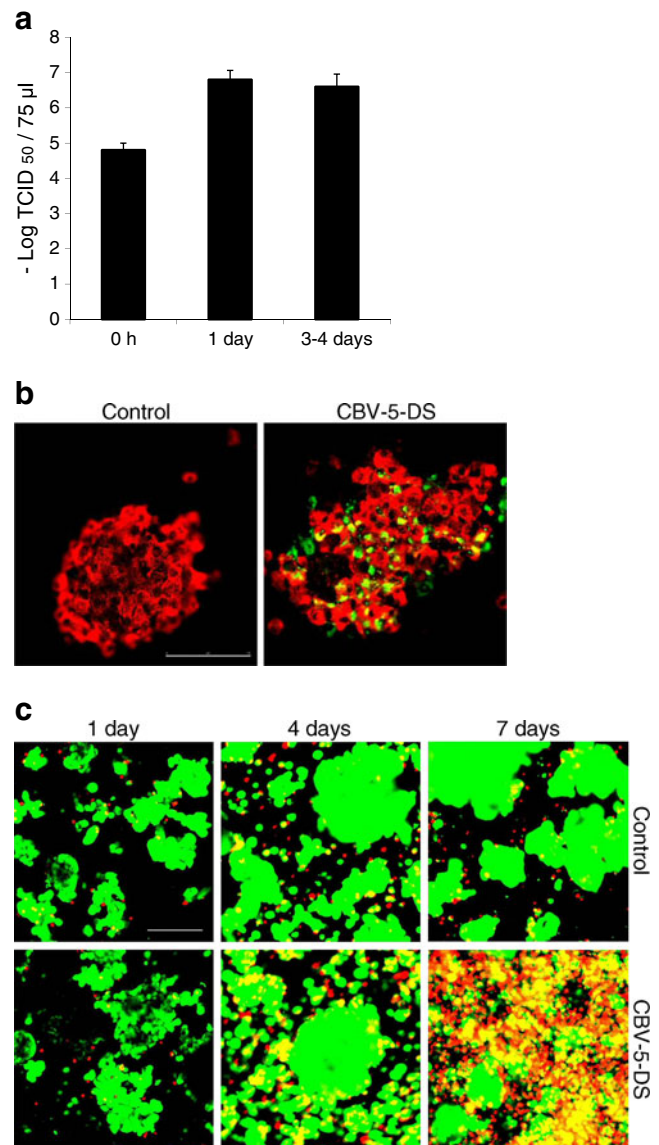 a
8
7
6
5
4
3
2
1
0
- Log TCID 50 / 75 µl
0 h
1 day
3-4 days
b
Control
CBV-5-DS
c
1 day
4 days
7 days
Control
CBV-5-DS